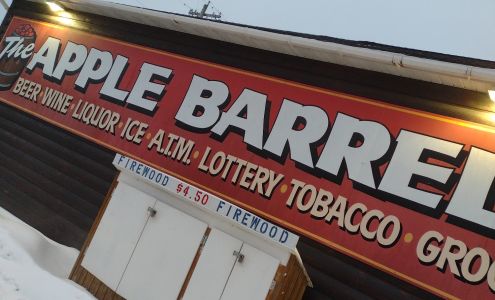 The APPLE BARREL
BEER · WINE · LIQUOR · ICE · A.T.M. · LOTTERY · TOBACCO · GRO
FIREWOOD $4.50 FIREWOOD